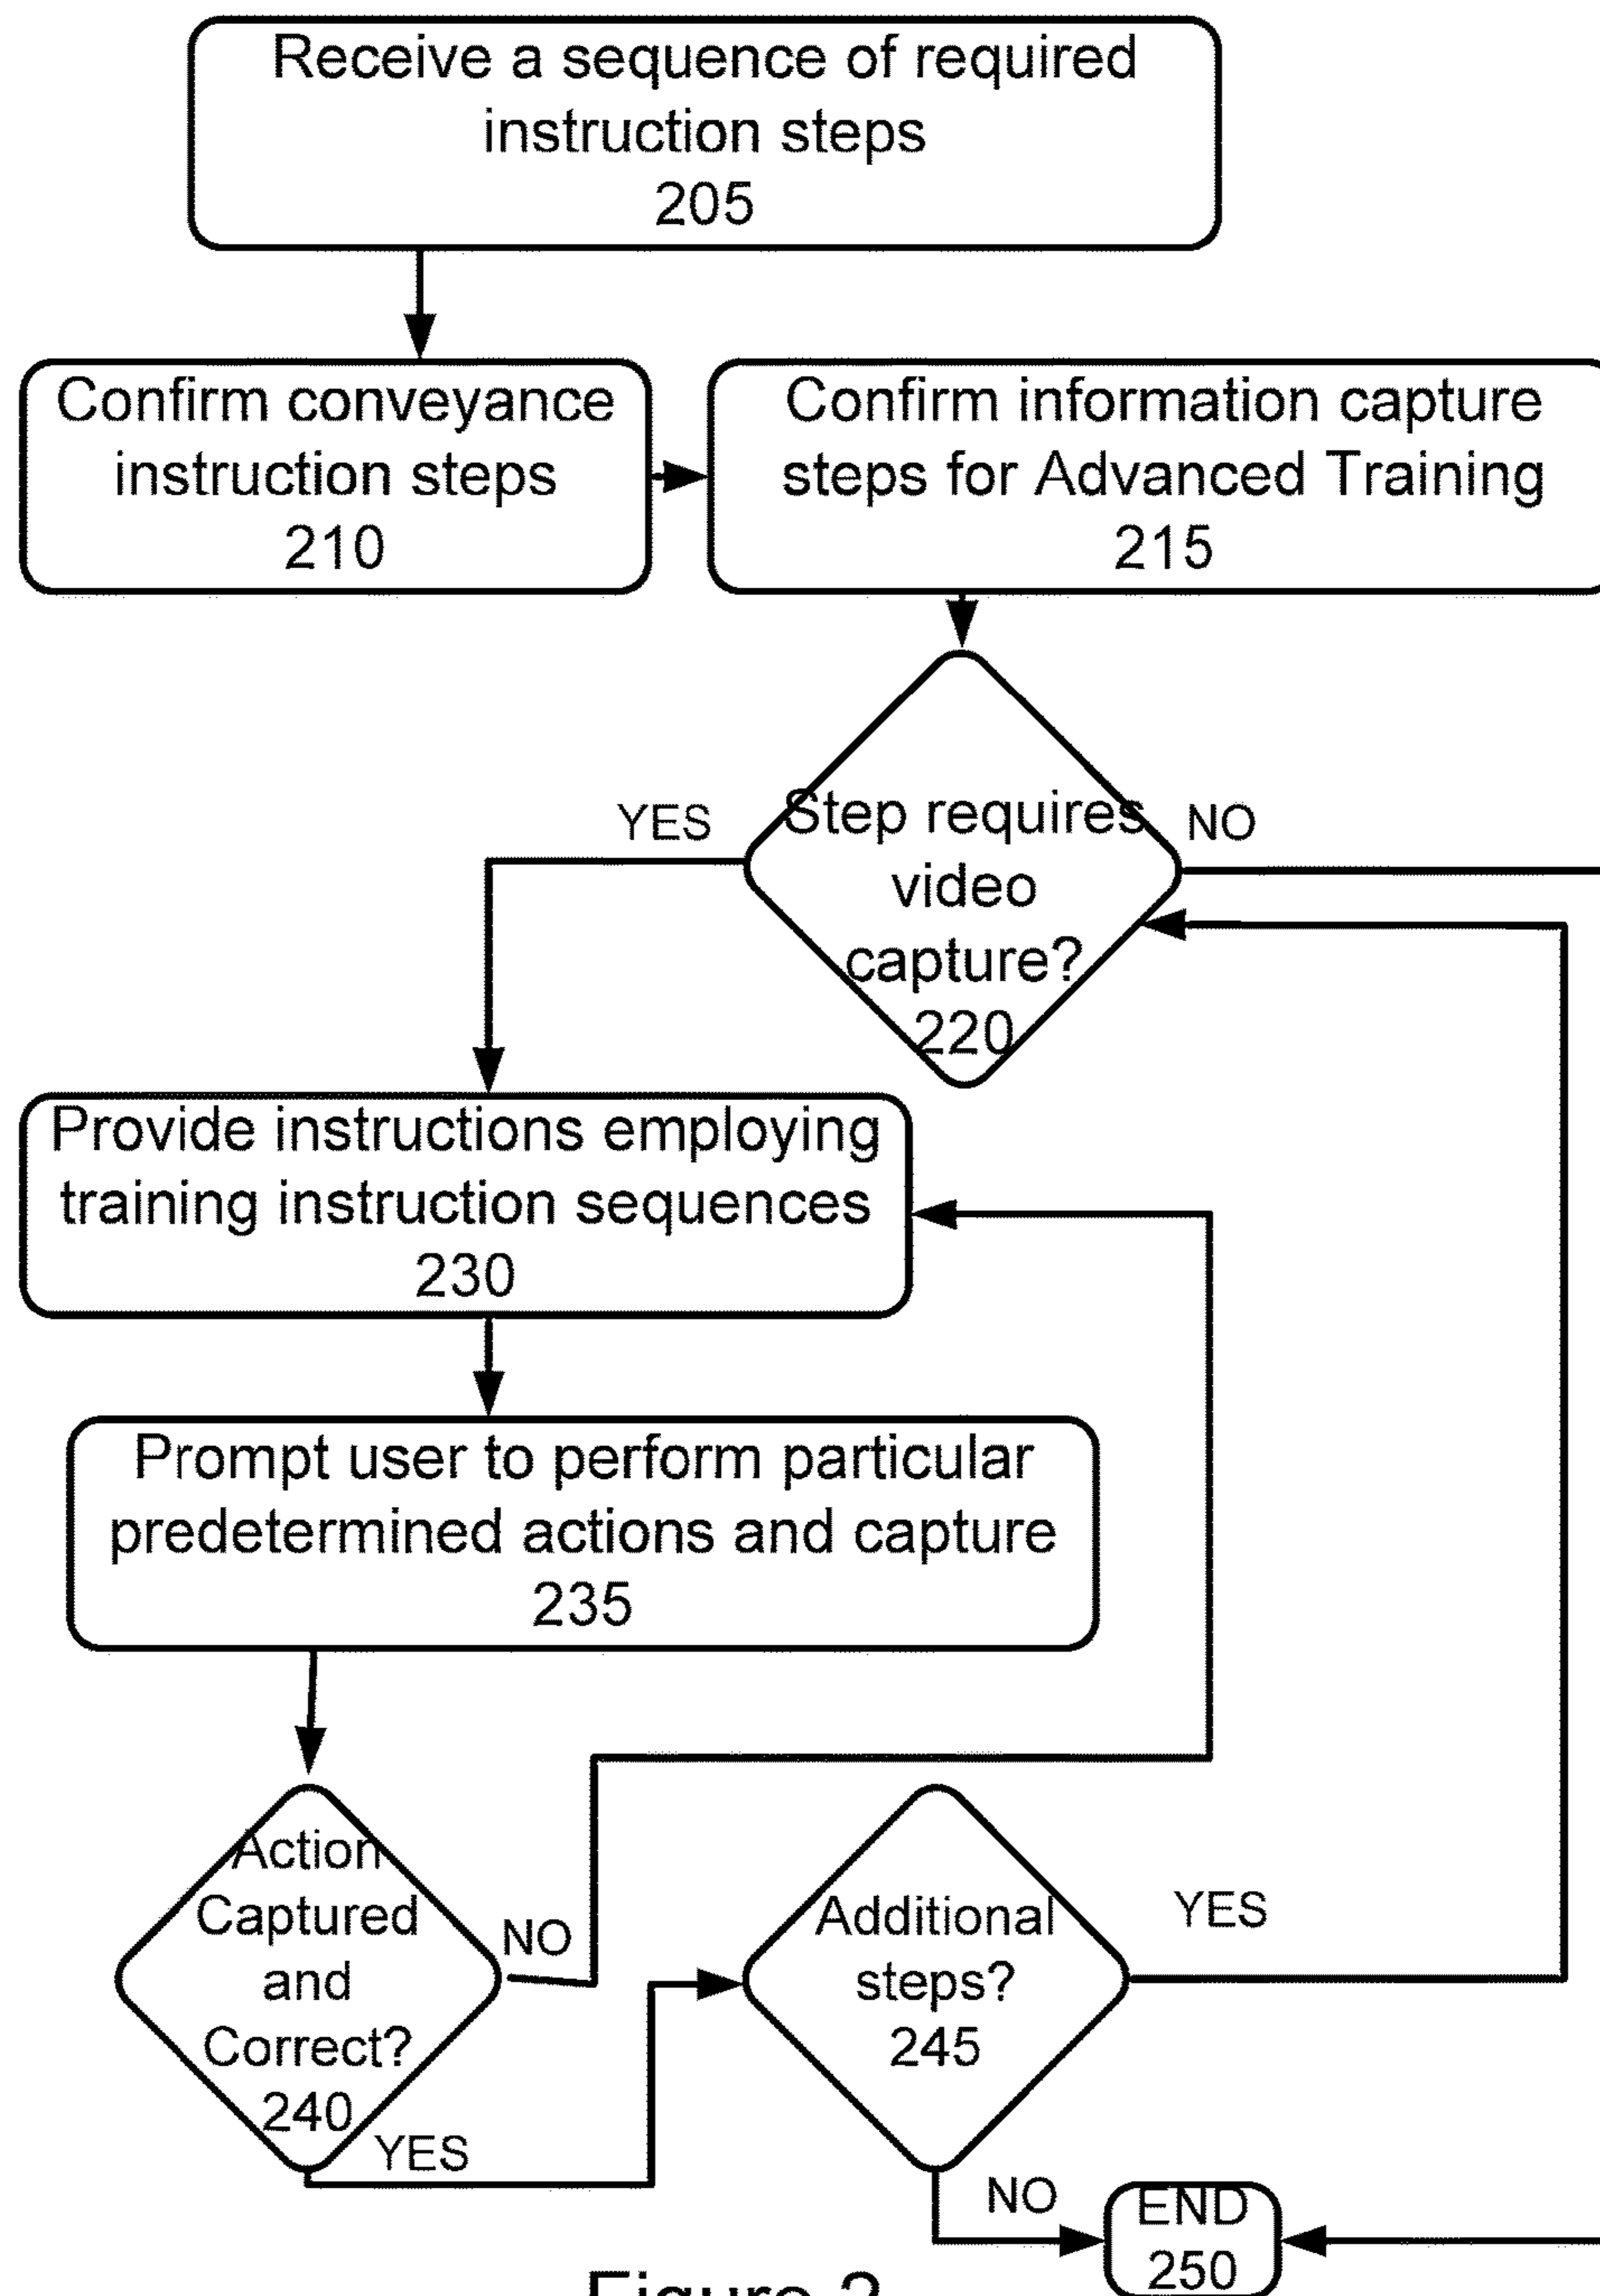 Receive a sequence of required
instruction steps
205
Confirm conveyance
instruction steps
210
Confirm information capture
steps for Advanced Training
215
Step requires
video
capture?
220
YES
NO
Provide instructions employing
training instruction sequences
230
Prompt user to perform particular
predetermined actions and capture
235
Action
Captured
and
Correct?
240
NO
YES
Additional
steps?
245
YES
NO
END
250
Figure 2